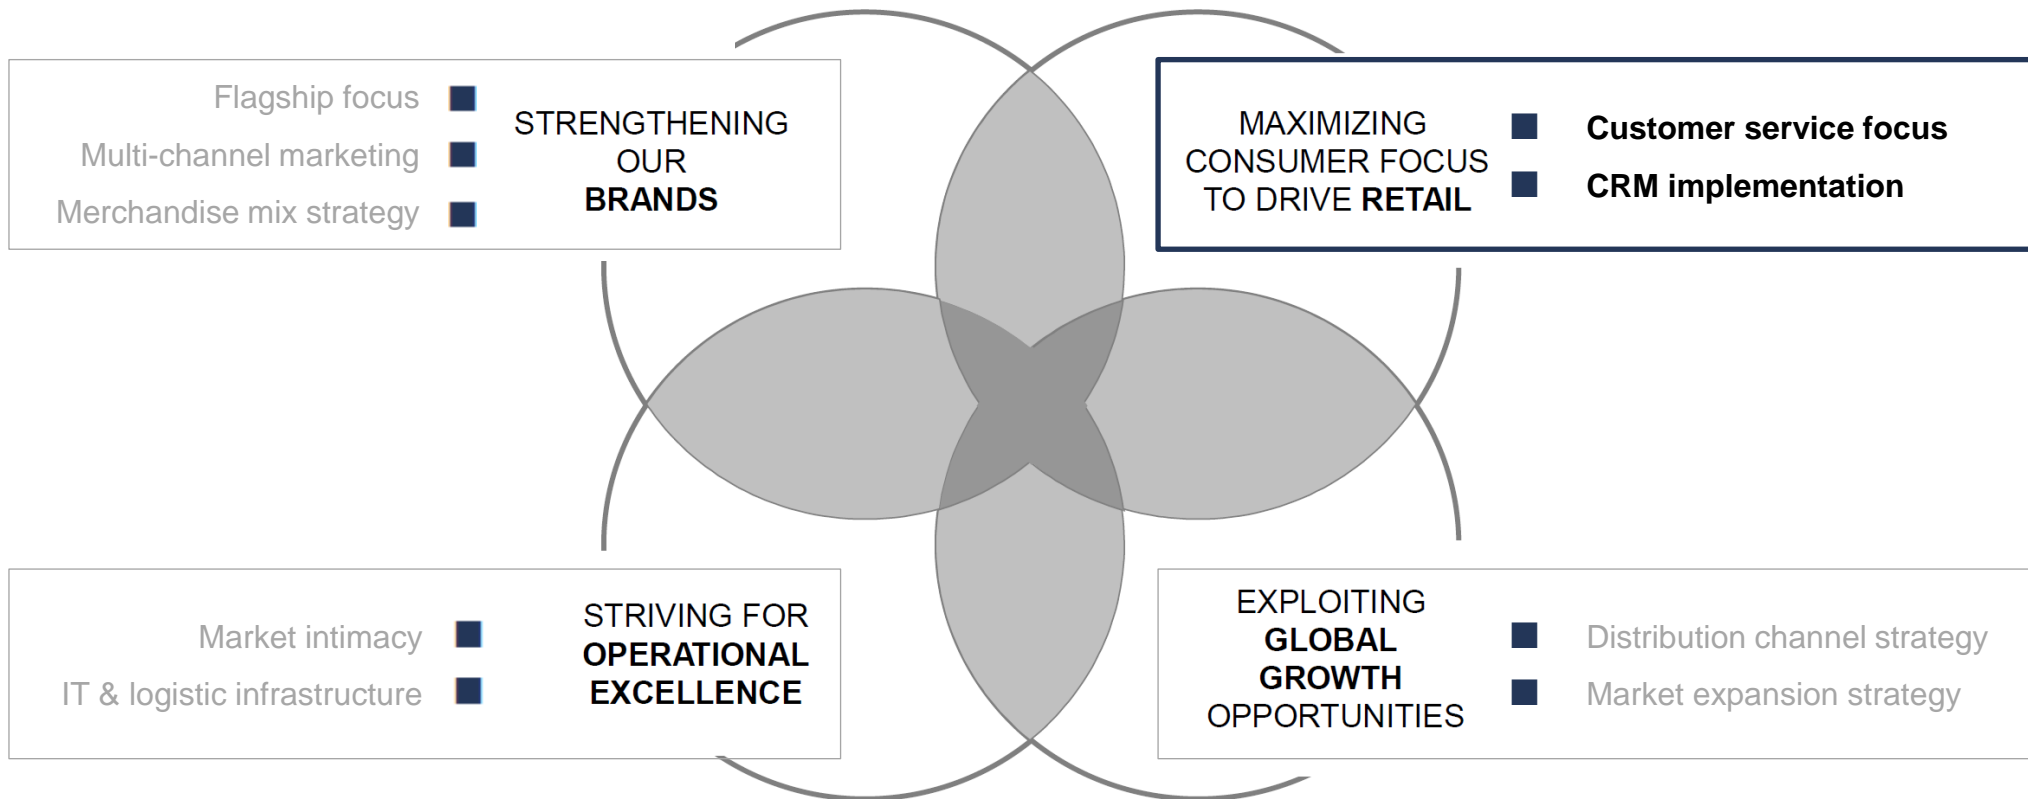 Flagship focus
Multi-channel marketing
Merchandise mix strategy
STRENGTHENING
OUR
BRANDS
MAXIMIZING
CONSUMER FOCUS
TO DRIVE RETAIL
Customer service focus
CRM implementation
Market intimacy
IT & logistic infrastructure
STRIVING FOR
OPERATIONAL
EXCELLENCE
EXPLOITING
GLOBAL
GROWTH
OPPORTUNITIES
Distribution channel strategy
Market expansion strategy